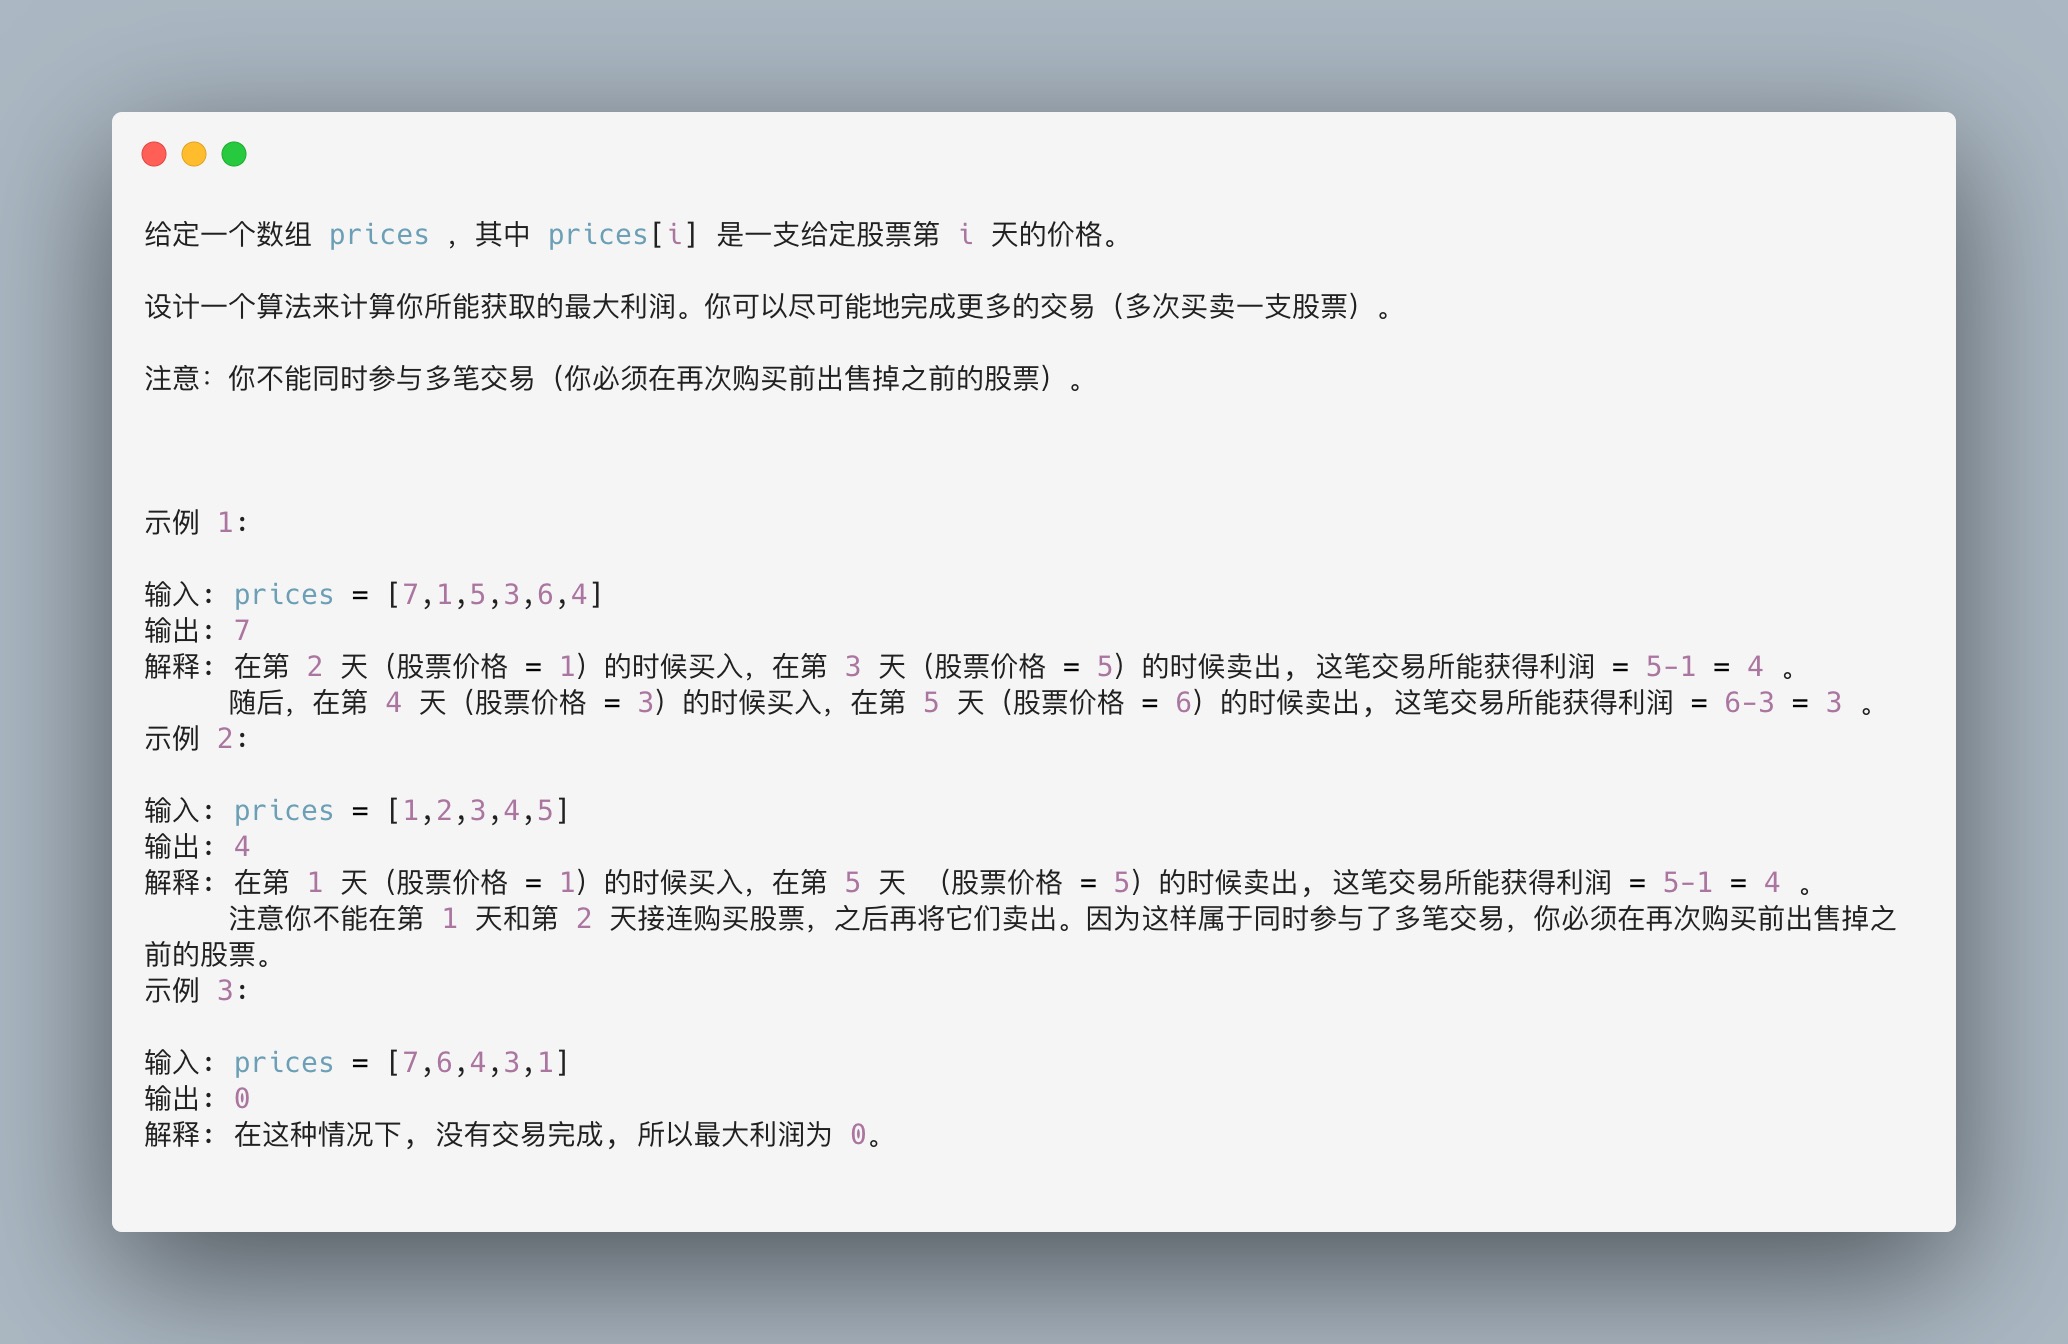 给定一个数组 prices ，其中 prices[i] 是一支给定股票第 i 天的价格。
设计一个算法来计算你所能获取的最大利润。你可以尽可能地完成更多的交易（多次买卖一支股票）。
注意：你不能同时参与多笔交易（你必须在再次购买前出售掉之前的股票）。
示例 1:
输入: prices = [7,1,5,3,6,4]
输出: 7
解释: 在第 2 天（股票价格 = 1）的时候买入，在第 3 天（股票价格 = 5）的时候卖出, 这笔交易所能获得利润 = 5-1 = 4 。
随后，在第 4 天（股票价格 = 3）的时候买入，在第 5 天（股票价格 = 6）的时候卖出, 这笔交易所能获得利润 = 6-3 = 3 。
示例 2:
输入: prices = [1,2,3,4,5]
输出: 4
解释: 在第 1 天（股票价格 = 1）的时候买入，在第 5 天 （股票价格 = 5）的时候卖出, 这笔交易所能获得利润 = 5-1 = 4 。
注意你不能在第 1 天和第 2 天接连购买股票，之后再将它们卖出。因为这样属于同时参与了多笔交易，你必须在再次购买前出售掉之
前的股票。
示例 3:
输入: prices = [7,6,4,3,1]
输出: 0
解释: 在这种情况下, 没有交易完成, 所以最大利润为 0。